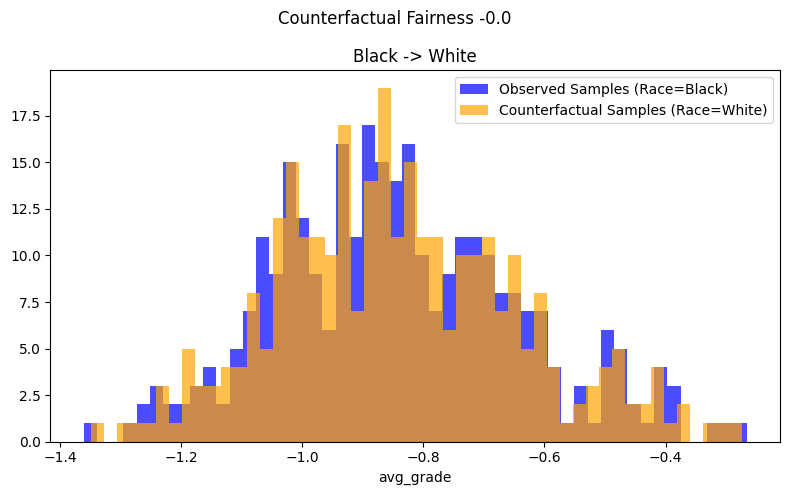 Counterfactual Fairness -0.0
Black -> White
Observed Samples (Race=Black)
Counterfactual Samples (Race=White)
17.5
15.0
12.5
10.0
7.5
5.0
2.5
0.0
−1.4 −1.2 −1.0 −0.8 −0.6 −0.4
avg_grade